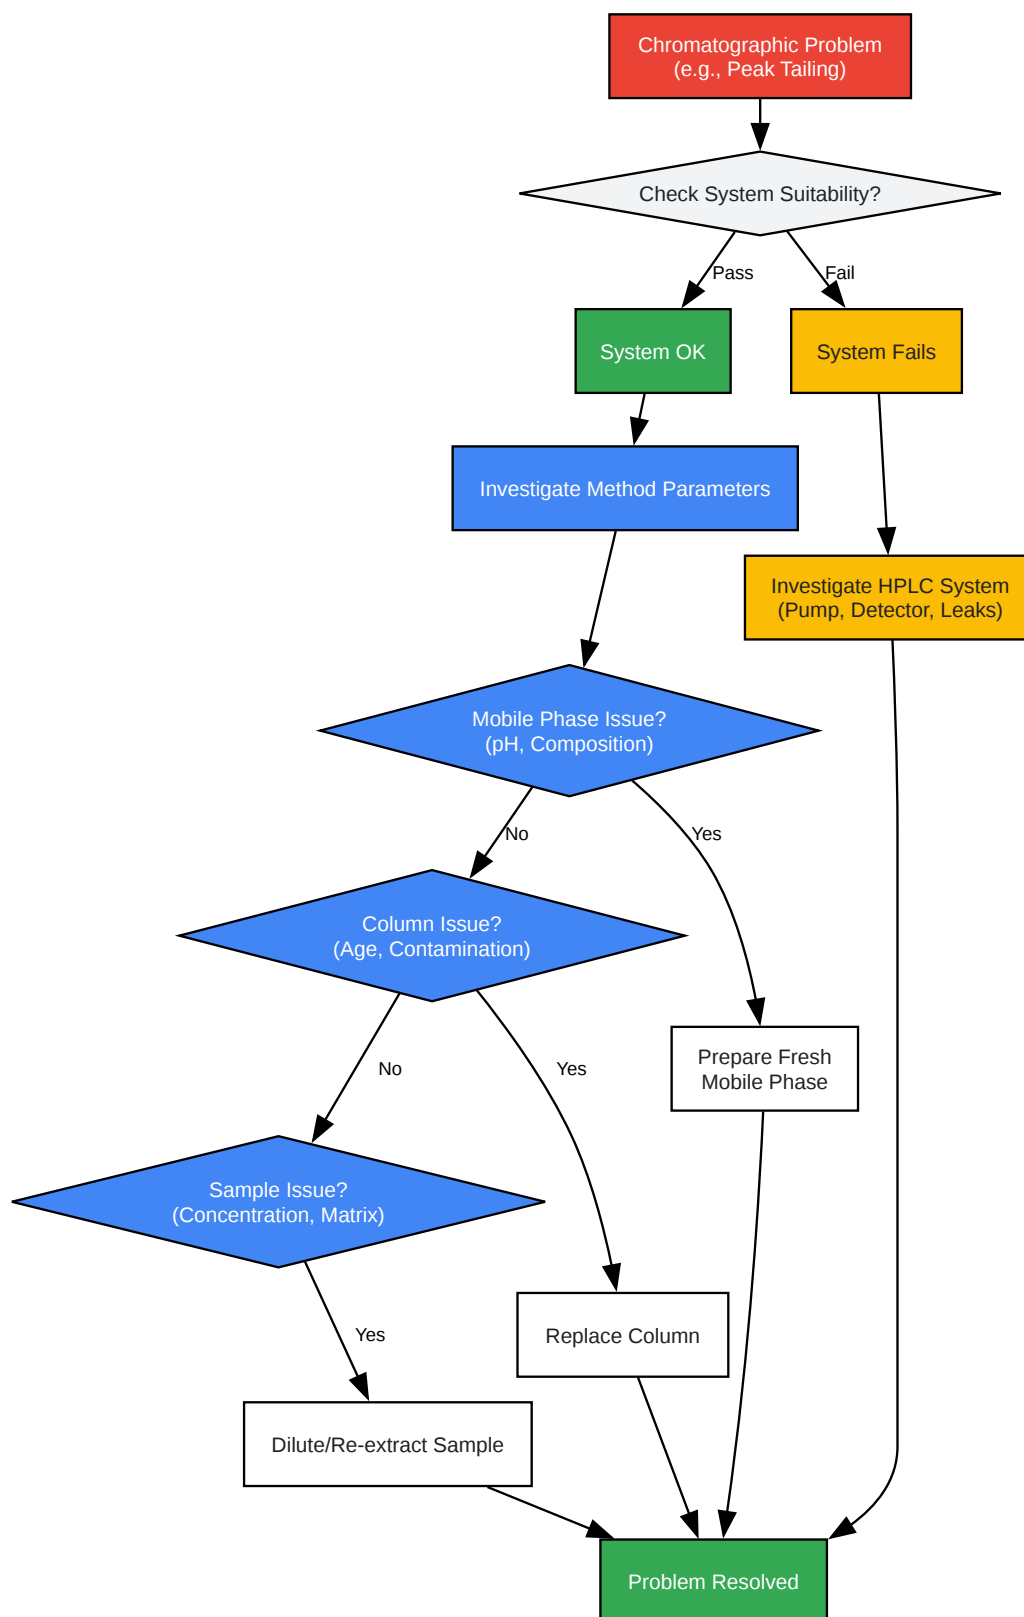 Chromatographic Problem
(e.g., Peak Tailing)
Check System Suitability?
Pass
Fail
System OK
System Fails
Investigate Method Parameters
Investigate HPLC System
(Pump, Detector, Leaks)
Mobile Phase Issue?
(pH, Composition)
No
Yes
Column Issue?
(Age, Contamination)
No
Yes
Prepare Fresh
Mobile Phase
Sample Issue?
(Concentration, Matrix)
Yes
Replace Column
Dilute/Re-extract Sample
Problem Resolved